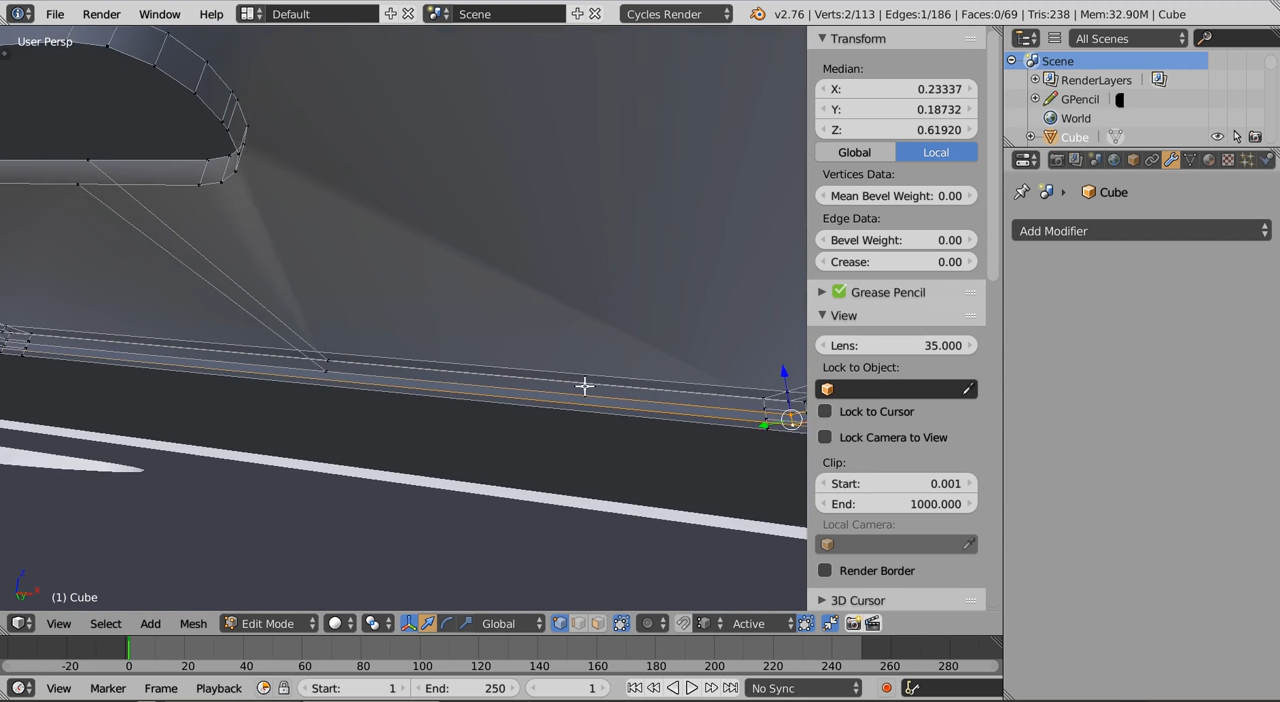 File Render Window Help Default Scene Cycles Render v2.76 | Verts:2/113 | Edges:1/186 | Faces:0/69 | Tris:238 | Mem:32.90M | Cube
User Persp
Transform
Median:
X: 0.23337
Y: 0.18732
Z: 0.61920
Global Local
Vertices Data:
Mean Bevel Weight: 0.00
Edge Data:
Bevel Weight: 0.00
Crease: 0.00
Grease Pencil
View
Lens: 35.000
Lock to Object:
Lock to Cursor
Lock Camera to View
Clip:
Start: 0.001
End: 1000.000
Local Camera:
Render Border
3D Cursor
All Scenes
Scene
RenderLayers
GPencil
World
Cube
Cube
Add Modifier
z
x
y
(1) Cube
View Select Add Mesh Edit Mode Global Active
-20 0 20 40 60 80 100 120 140 160 180 200 220 240 260 280
View Marker Frame Playback Start: 1 End: 250 1 No Sync